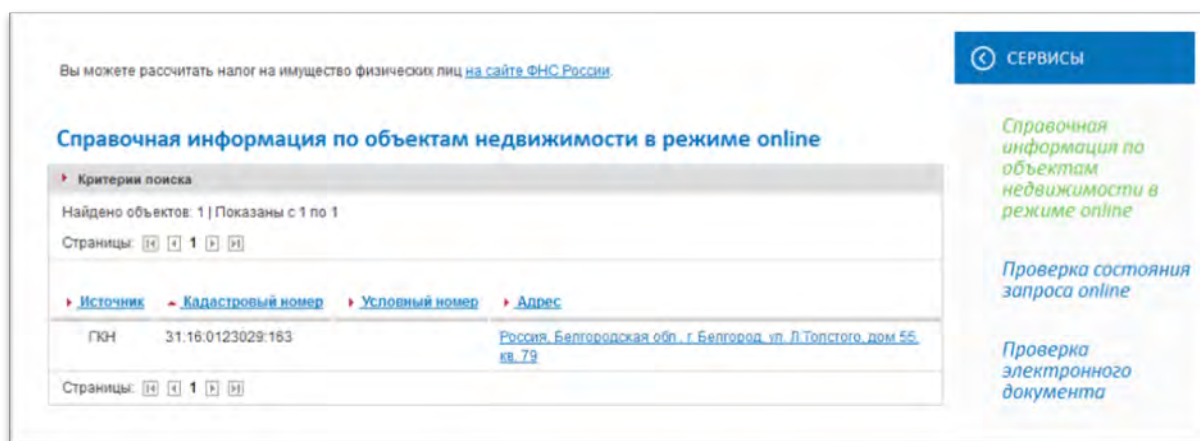 Вы можете рассчитать налог на имущество физических лиц на сайте ФНС России.
Справочная информация по объектам недвижимости в режиме online
Критерии поиска
Найдено объектов: 1 | Показаны с 1 по 1
Страницы: 1
Источник Кадастровый номер Условный номер Адрес
ГКН 31:16:0123029:163 Россия, Белгородская обл., г. Белгород, ул. Л.Толстого, дом 55,
кв. 79
Страницы: 1
СЕРВИСЫ
Справочная
информация по
объектам
недвижимости в
режиме online
Проверка состояния
запроса online
Проверка
электронного
документа